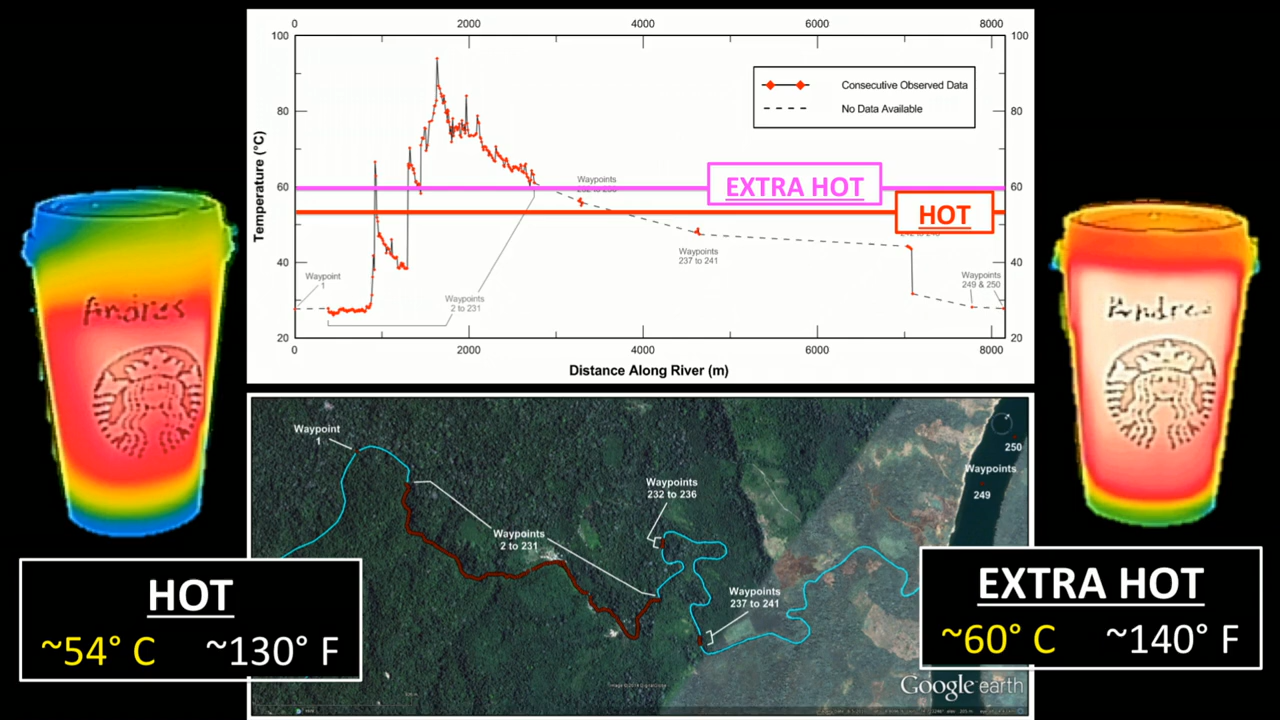 0 2000 4000 6000 8000
100 100
80 80
60 60
40 40
20 20
Temperature (°C)
Consecutive Observed Data
No Data Available
EXTRA HOT
HOT
Waypoint
1
Waypoints
2 to 231
Waypoints
Waypoints
237 to 241
Waypoints
249 & 250
0 2000 4000 6000 8000
Distance Along River (m)
Andres
Andres
Waypoint
1
Waypoints
2 to 231
Waypoints
232 to 236
Waypoints
237 to 241
250
Waypoints
249
Google earth
HOT
~54° C ~130° F
EXTRA HOT
~60° C ~140° F